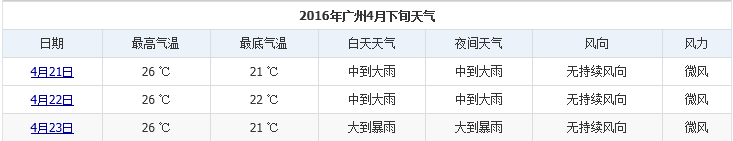 2016年广州4月下旬天气
日期 最高气温 最底气温 白天天气 夜间天气 风向 风力
4月21日 26 ℃ 21 ℃ 中到大雨 中到大雨 无持续风向 微风
4月22日 26 ℃ 22 ℃ 中到大雨 中到大雨 无持续风向 微风
4月23日 26 ℃ 21 ℃ 大到暴雨 大到暴雨 无持续风向 微风